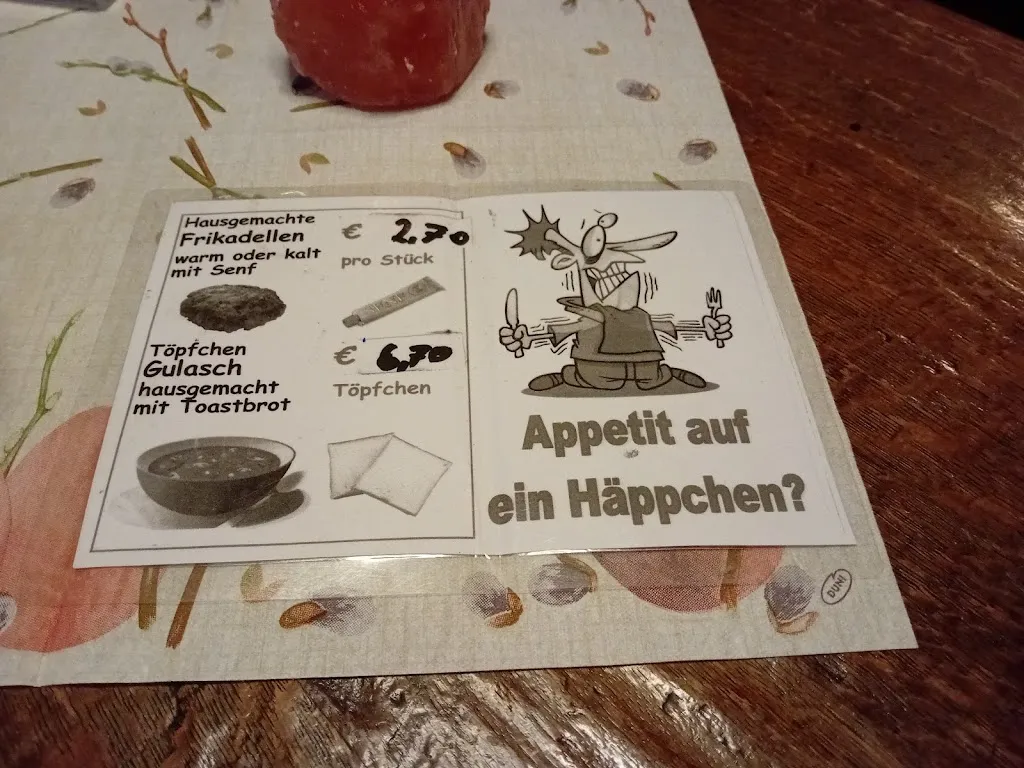 Hausgemachte
Frikadellen
warm oder kalt
mit Senf
€ 2,70
pro Stück
Töpfchen
Gulasch
hausgemacht
mit Toastbrot
€ 6,70
Töpfchen
Appetit auf
ein Häppchen?
DUNI